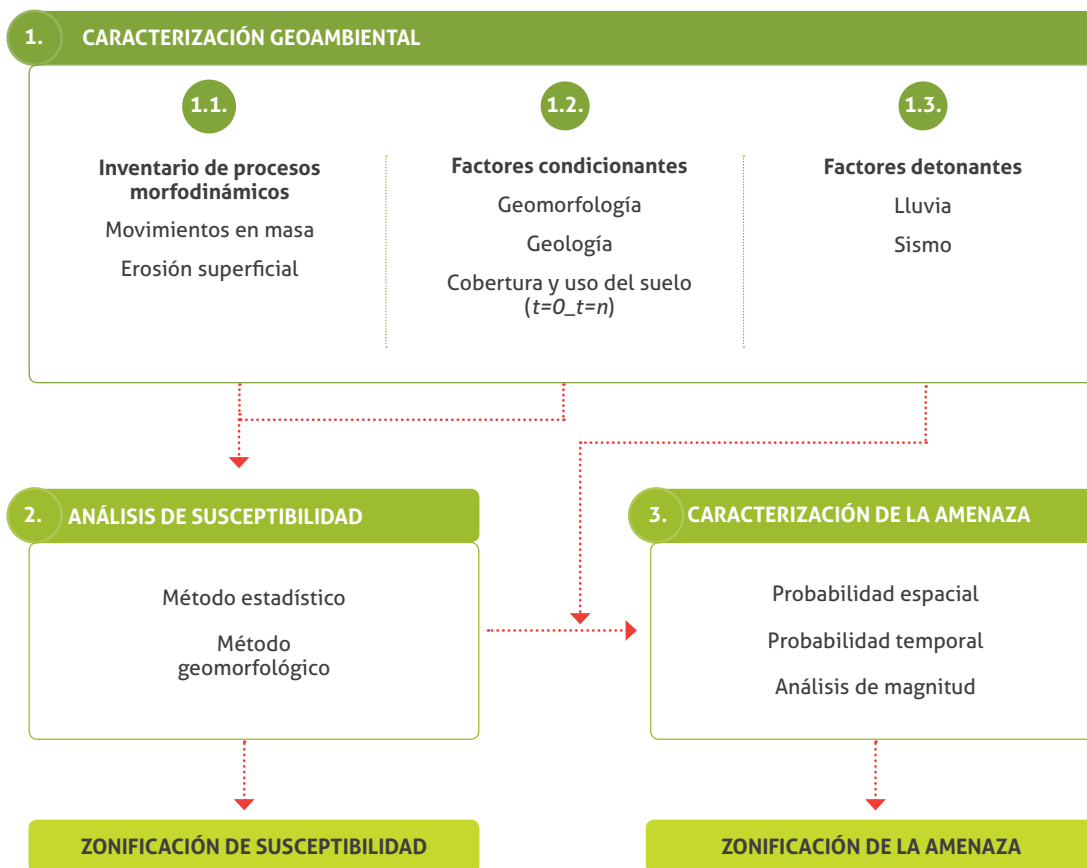 1. CARACTERIZACIÓN GEOAMBIENTAL
1.1.
Inventario de procesos
morfodinámicos
Movimientos en masa
Erosión superficial
1.2.
Factores condicionantes
Geomorfología
Geología
Cobertura y uso del suelo
(t=0_t=n)
1.3.
Factores detonantes
Lluvia
Sismo
2. ANÁLISIS DE SUSCEPTIBILIDAD
Método estadístico
Método
geomorfológico
3. CARACTERIZACIÓN DE LA AMENAZA
Probabilidad espacial
Probabilidad temporal
Análisis de magnitud
ZONIFICACIÓN DE SUSCEPTIBILIDAD
ZONIFICACIÓN DE LA AMENAZA